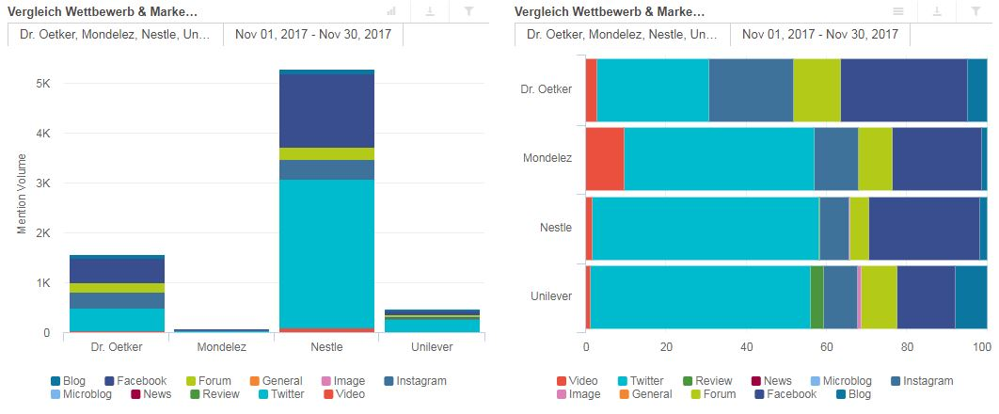 Vergleich Wettbewerb & Marke…
Dr. Oetker, Mondelez, Nestle, Un…
Nov 01, 2017 - Nov 30, 2017
Mention Volume
5K
4K
3K
2K
1K
0
Dr. Oetker
Mondelez
Nestle
Unilever
Blog Facebook Forum General Image Instagram
Microblog News Review Twitter Video
Vergleich Wettbewerb & Marke…
Dr. Oetker, Mondelez, Nestle, Un…
Nov 01, 2017 - Nov 30, 2017
Dr. Oetker
Mondelez
Nestle
Unilever
0 20 40 60 80 100
Video Twitter Review News Microblog Instagram
Image General Forum Facebook Blog